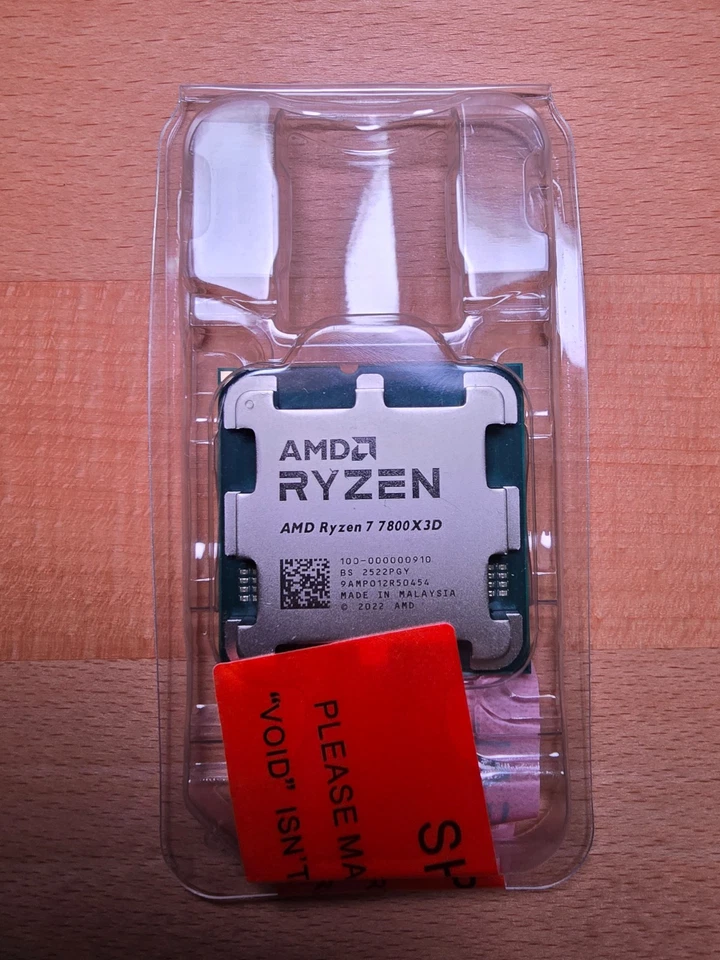 AMD
RYZEN
AMD Ryzen 7 7800X3D
100-000000910
BS 2522PGY
9AMP012R50454
MADE IN MALAYSIA
© 2022 AMD
PLEASE
"VOID" ISN'T